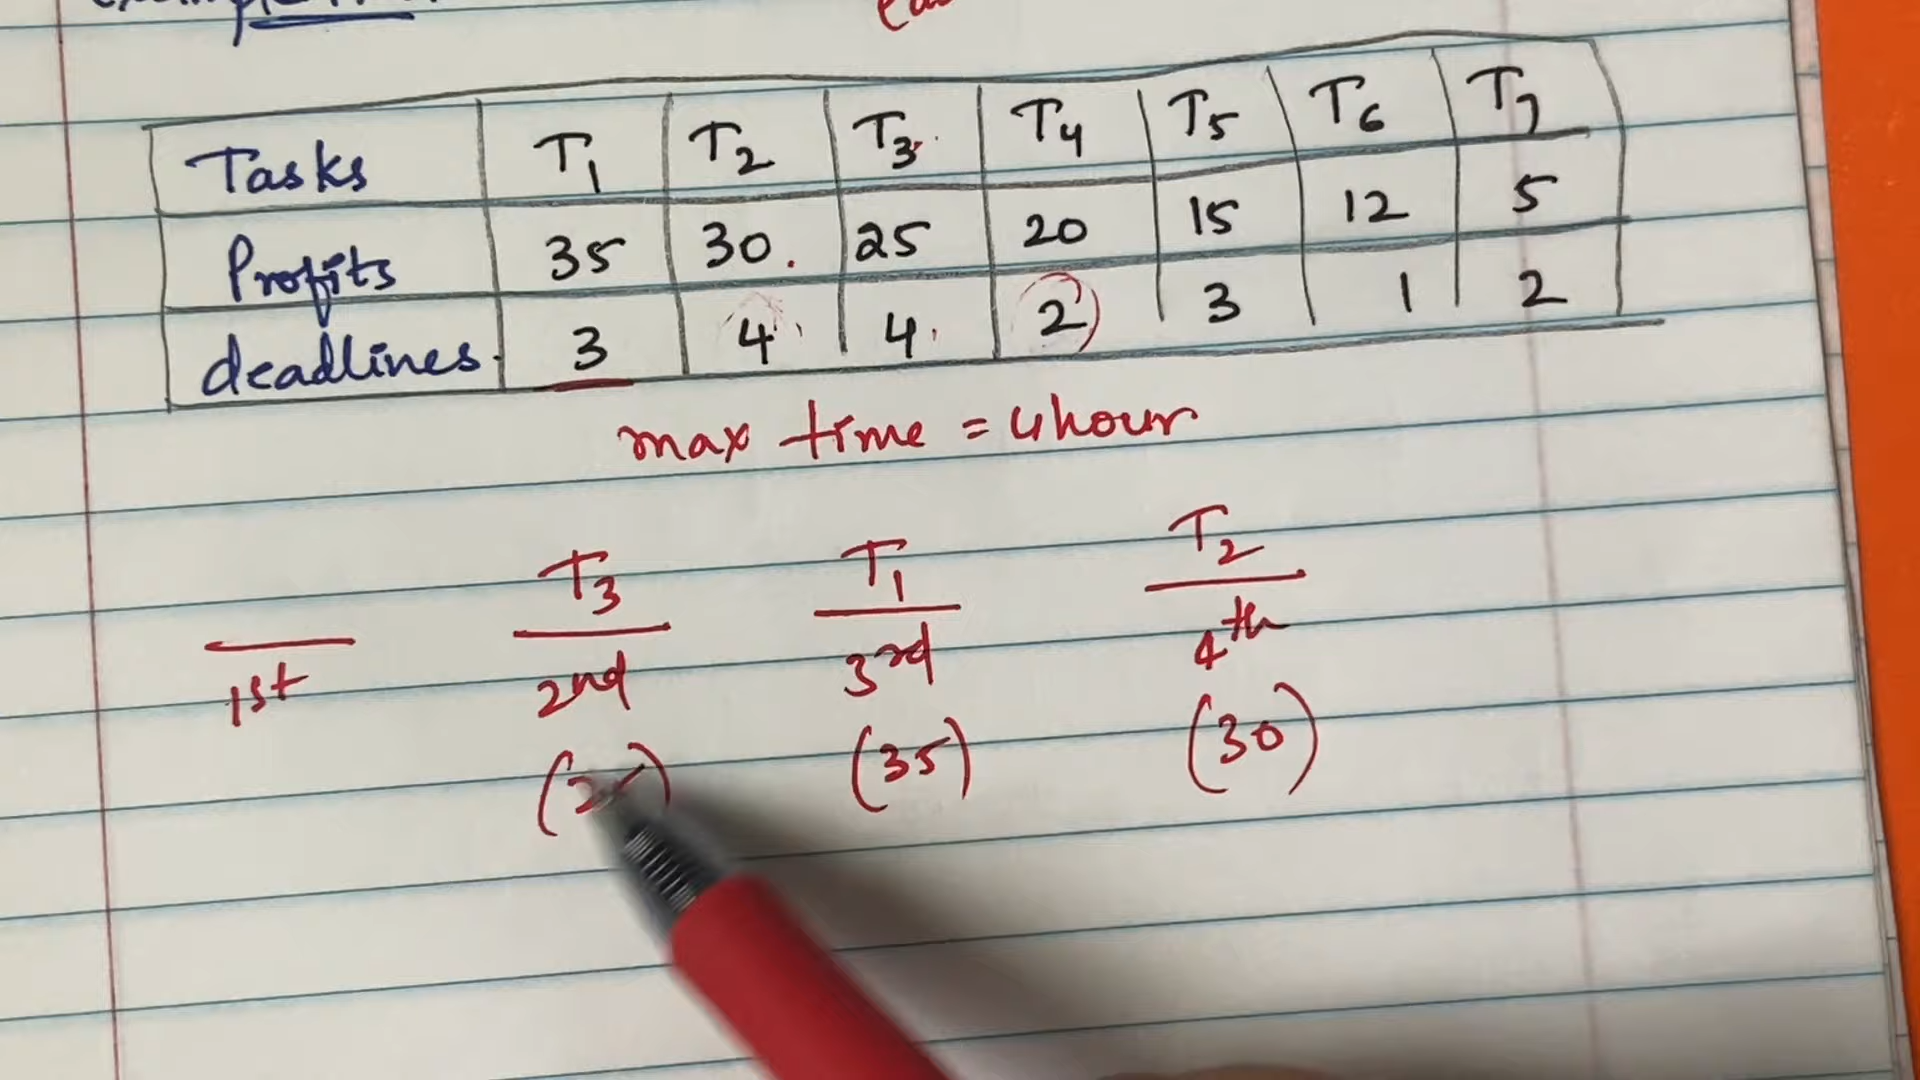 Tasks T1 T2 T3 T4 T5 T6 T7
Profits 35 30 25 20 15 12 5
deadlines 3 4 4 2 3 1 2
max time = 4 hour
T3 T1 T2
1st 2nd 3rd 4th
(35) (30)